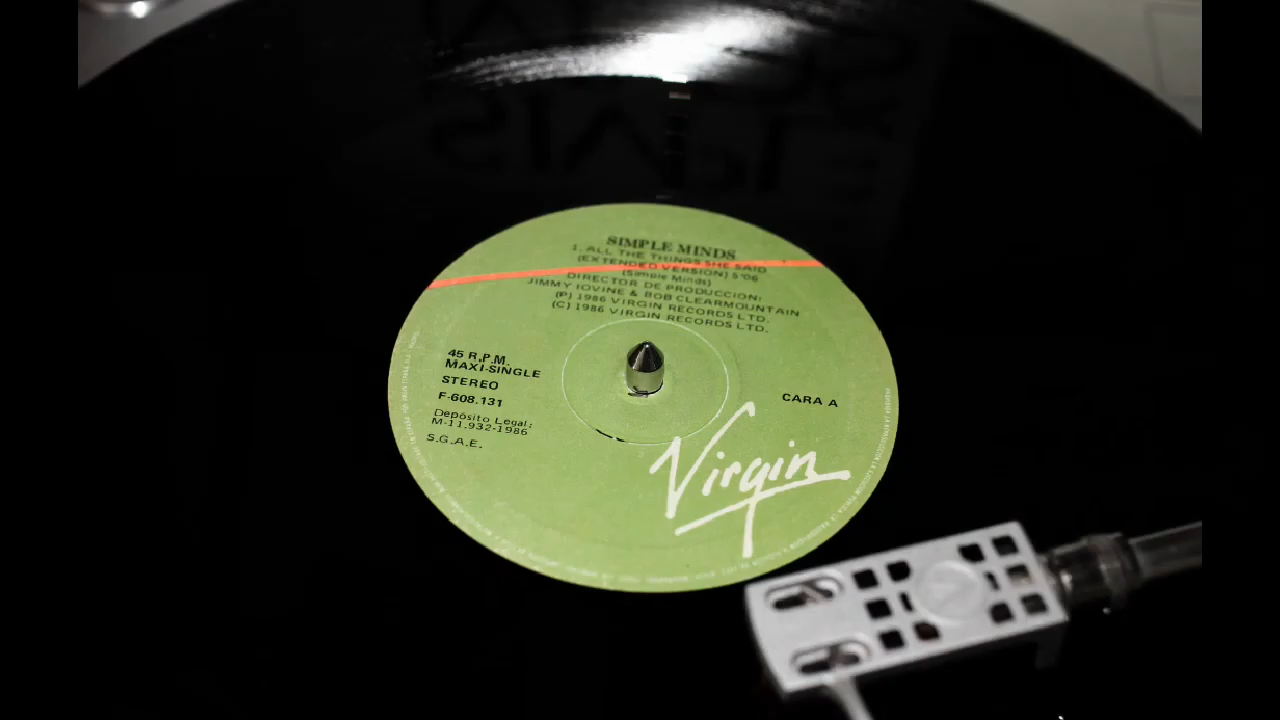 SIMPLE MINDS
1. ALL THE THINGS SHE SAID
(EXTENDED VERSION) 5'06
(Simple Minds)
DIRECTOR DE PRODUCCION:
JIMMY IOVINE & BOB CLEARMOUNTAIN
(P) 1986 VIRGIN RECORDS LTD.
(C) 1986 VIRGIN RECORDS LTD.
45 R.P.M.
MAXI-SINGLE
STEREO
F-608.131
Depósito Legal:
M-11.932-1986
S.G.A.E.
CARA A
Virgin